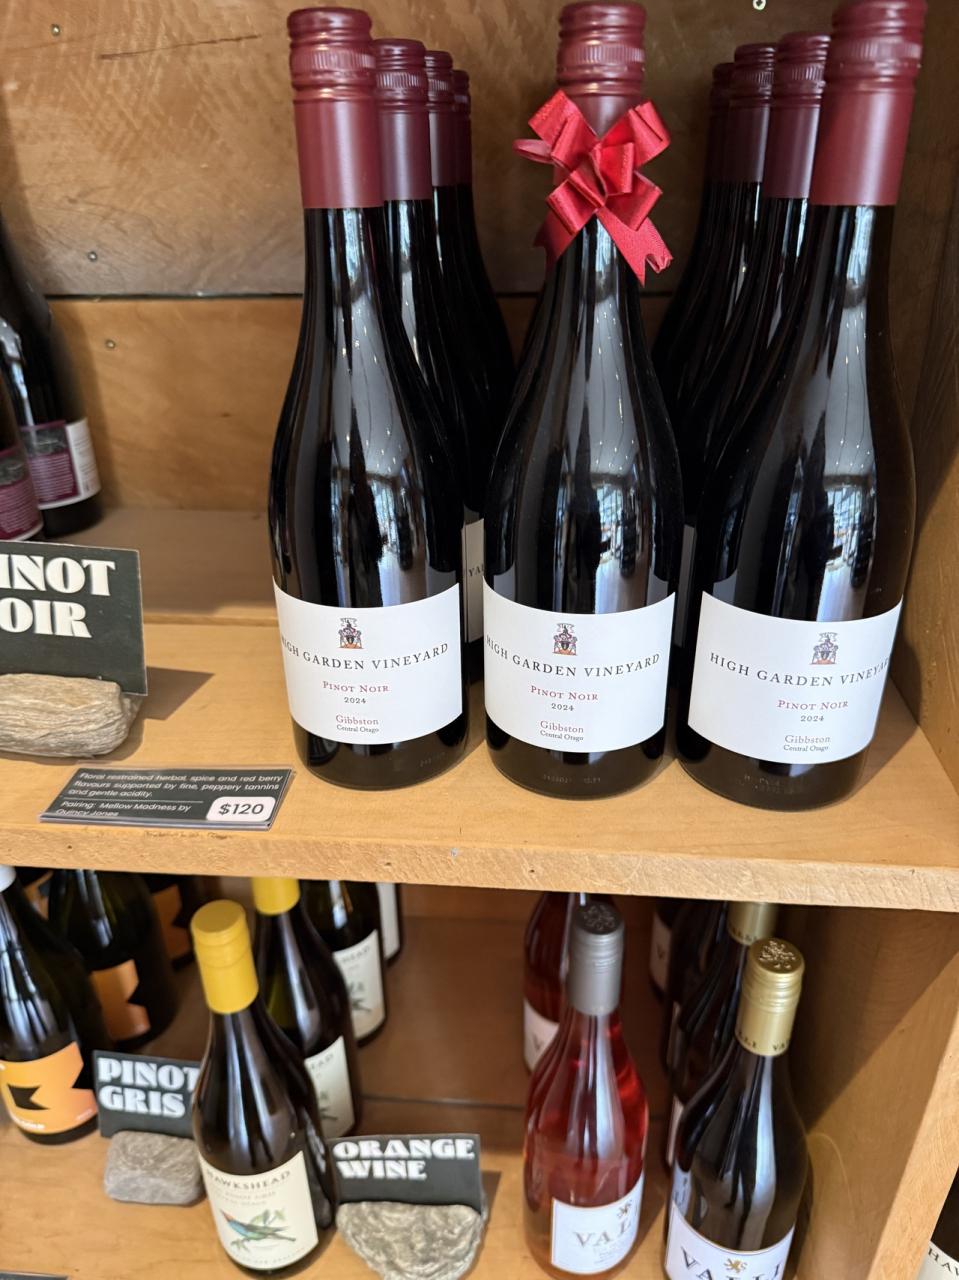 INOT
OIR
Floral restrained herbal, spice and red berry
flavours supported by fine, peppery tannins
and gentle acidity.
Pairing: Mellow Madness by
Quincy Jones
$120
HIGH GARDEN VINEYARD
PINOT NOIR
2024
Gibbston
Central Otago
HIGH GARDEN VINEYARD
PINOT NOIR
2024
Gibbston
Central Otago
HIGH GARDEN VINEYARD
PINOT NOIR
2024
Gibbston
Central Otago
PINOT
GRIS
HAWKSHEAD
PINOT GRIS
ORANGE
WINE
VALLI
VALLI